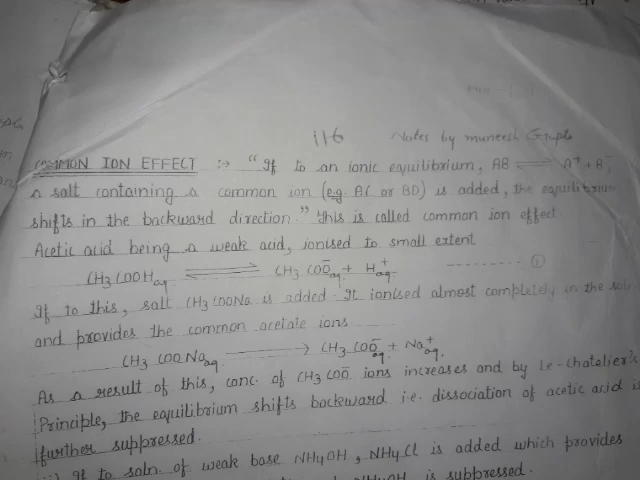 i16 Notes by muneesh Gupta
COMMON ION EFFECT :→ "If to an ionic equilibrium, AB ⇌ A⁺ + B⁻,
a salt containing a common ion (e.g. AC or BD) is added, the equilibrium
shifts in the backward direction." This is called common ion effect.
Acetic acid being a weak acid, ionised to small extent
CH3COOHaq ⇌ CH3COO⁻aq. + H⁺aq. -------- ①
If to this, salt CH3COONa is added. It ionised almost completely in the
and provides the common acetate ions
CH3COONaaq. → CH3COO⁻aq. + Na⁺aq.
As a result of this, conc. of CH3COO⁻ ions increases and by Le-chatelier's
Principle, the equilibrium shifts backward i.e. dissociation of acetic acid is
further suppressed.
If to soln. of weak base NH4OH, NH4Cl is added which provides
NH4OH is suppressed.